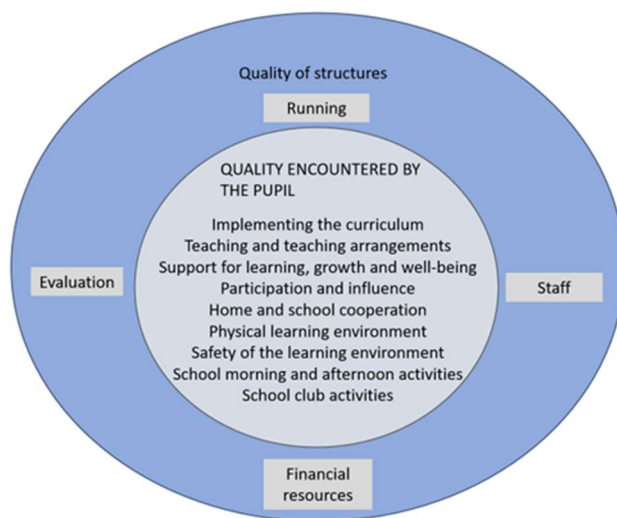 Quality of structures
Running
QUALITY ENCOUNTERED BY
THE PUPIL
Implementing the curriculum
Teaching and teaching arrangements
Support for learning, growth and well-being
Evaluation
Staff
Participation and influence
Home and school cooperation
Physical learning environment
Safety of the learning environment
School morning and afternoon activities
School club activities
Financial
resources